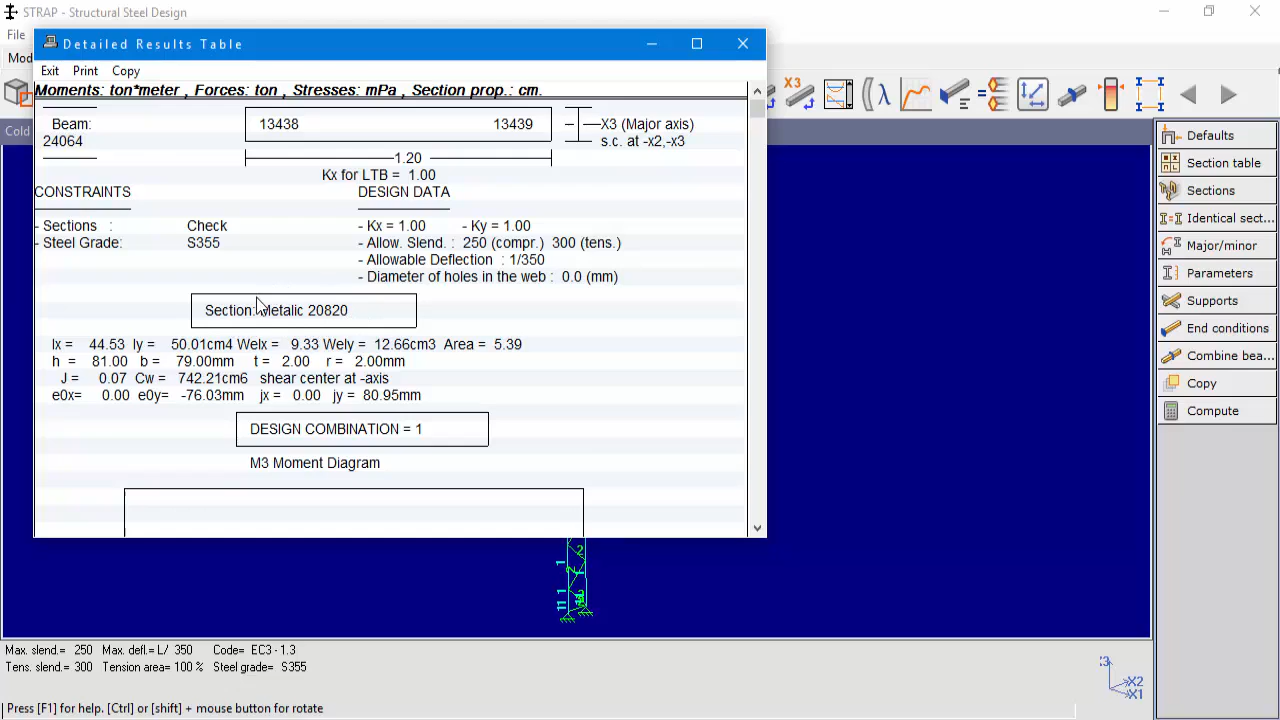 STRAP - Structural Steel Design
File
Mod
Cold
Detailed Results Table
Exit Print Copy
Moments: ton*meter , Forces: ton , Stresses: mPa , Section prop.: cm.
Beam: 13438 13439 X3 (Major axis)
24064 s.c. at -x2,-x3
1.20
Kx for LTB = 1.00
CONSTRAINTS DESIGN DATA
- Sections : Check - Kx = 1.00 - Ky = 1.00
- Steel Grade: S355 - Allow. Slend. : 250 (compr.) 300 (tens.)
- Allowable Deflection : 1/350
- Diameter of holes in the web : 0.0 (mm)
Section: Metalic 20820
Ix = 44.53 Iy = 50.01cm4 Welx = 9.33 Wely = 12.66cm3 Area = 5.39
h = 81.00 b = 79.00mm t = 2.00 r = 2.00mm
J = 0.07 Cw = 742.21cm6 shear center at -axis
e0x= 0.00 e0y= -76.03mm jx = 0.00 jy = 80.95mm
DESIGN COMBINATION = 1
M3 Moment Diagram
X3
λ
Defaults
Section table
Sections
Identical sect...
Major/minor
Parameters
Supports
End conditions
Combine bea...
Copy
Compute
Max. slend.= 250 Max. defl.=L/ 350 Code= EC3 - 1.3
Tens. slend.= 300 Tension area= 100 % Steel grade= S355
X2
X1
Press [F1] for help. [Ctrl] or [shift] + mouse button for rotate